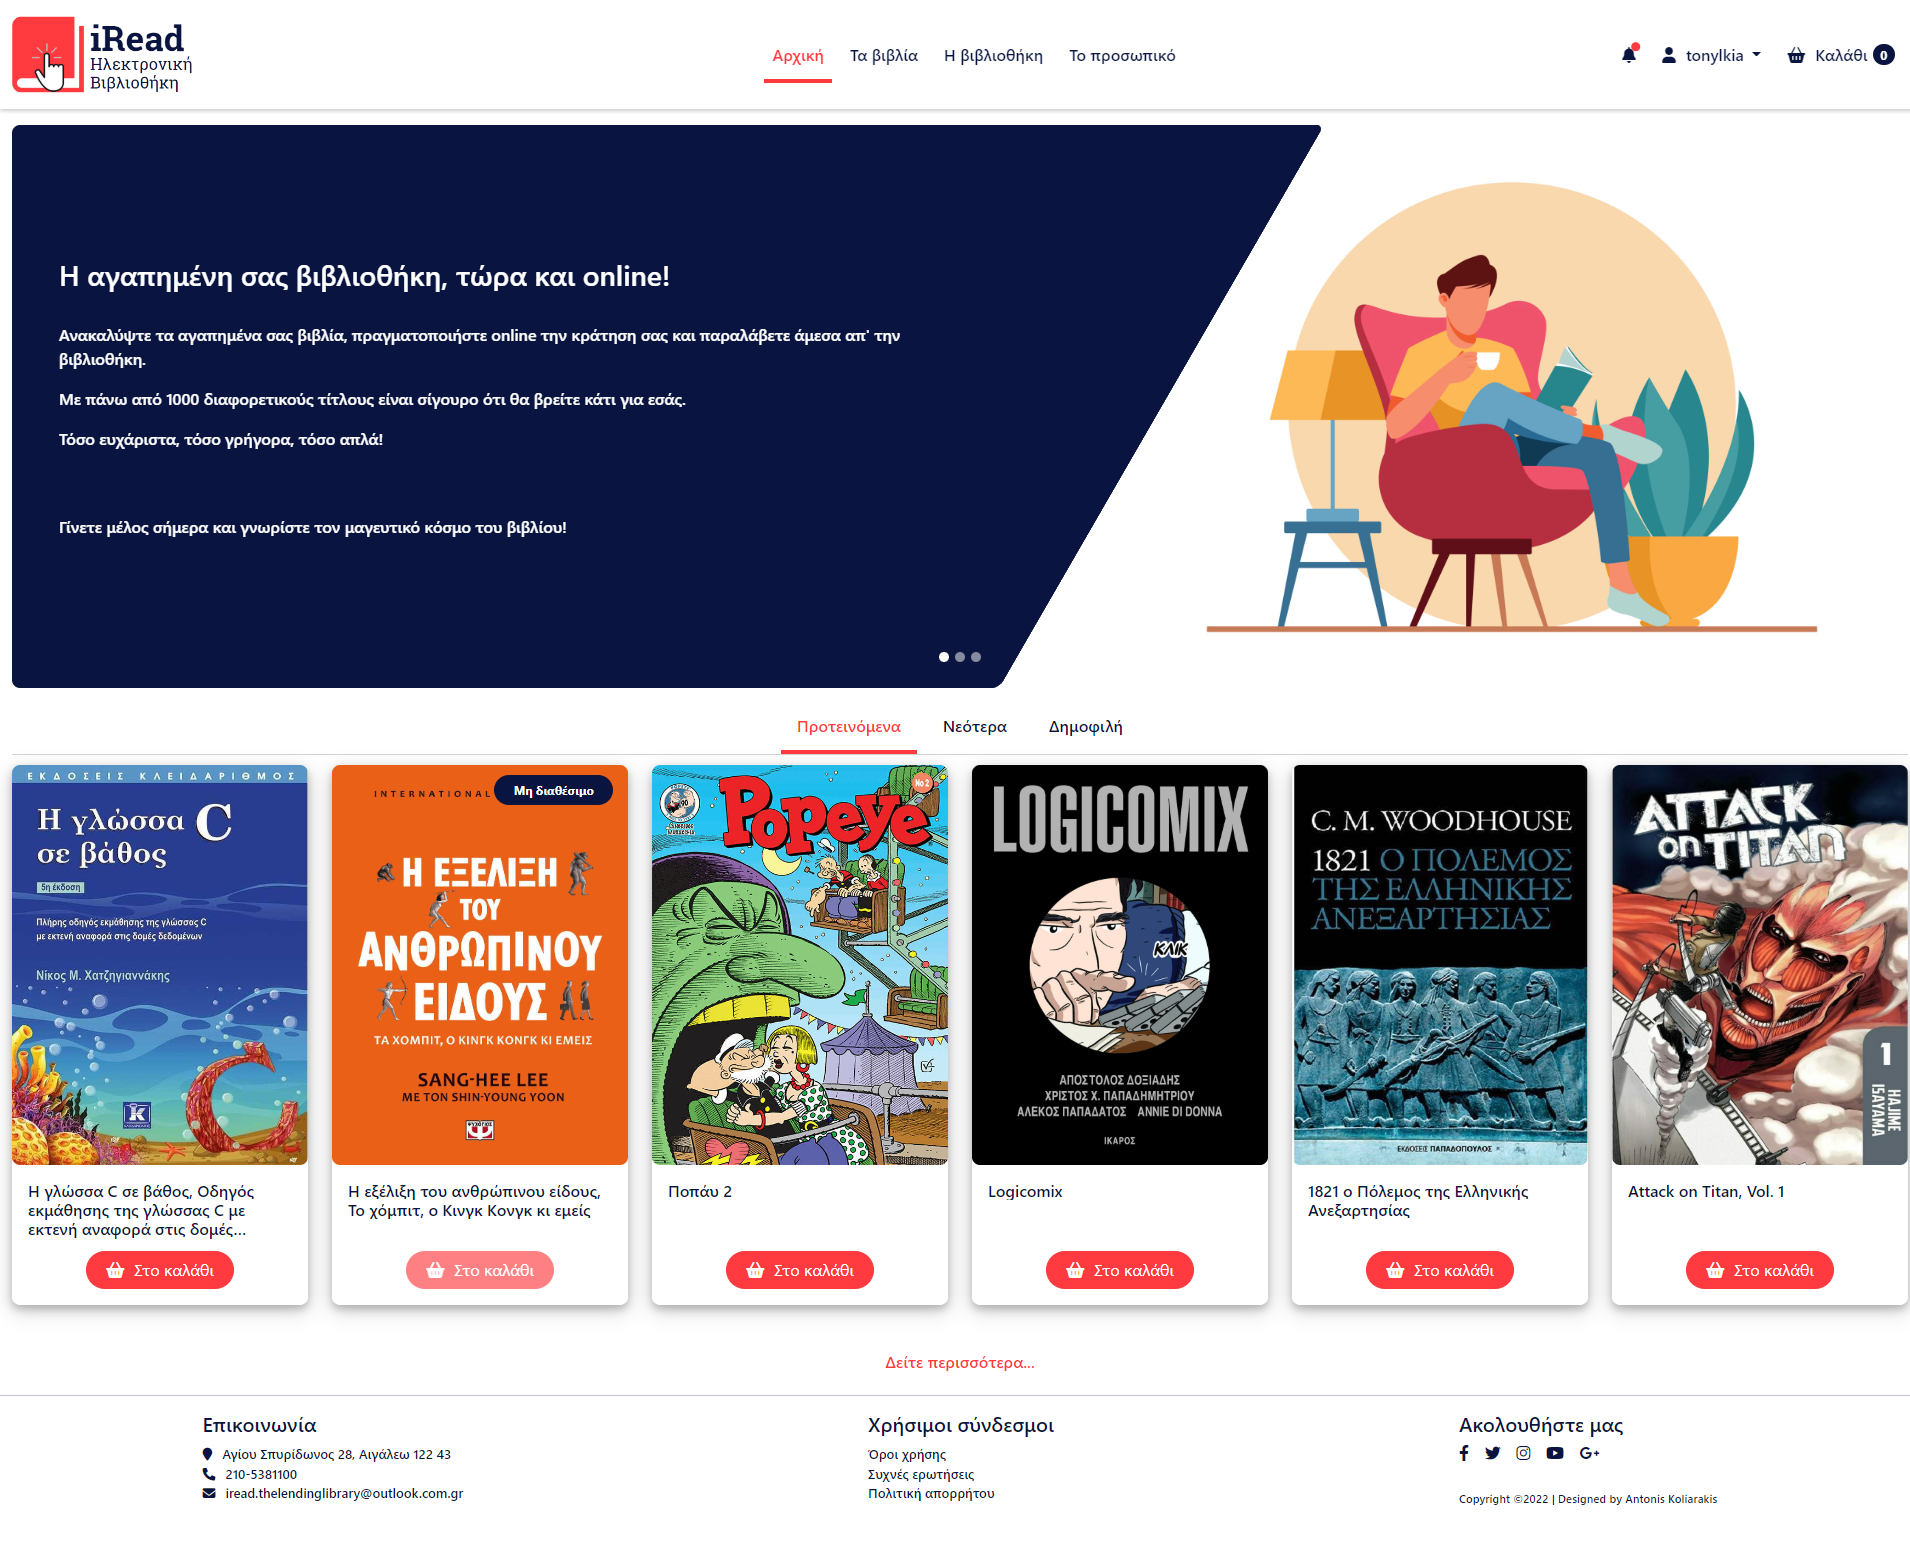 iRead
Ηλεκτρονική
Βιβλιοθήκη
Αρχική
Τα βιβλία
Η βιβλιοθήκη
Το προσωπικό
tonylkia
Καλάθι 0
Η αγαπημένη σας βιβλιοθήκη, τώρα και online!
Ανακαλύψτε τα αγαπημένα σας βιβλία, πραγματοποιήστε online την κράτηση σας και παραλάβετε άμεσα απ' την
βιβλιοθήκη.
Με πάνω από 1000 διαφορετικούς τίτλους είναι σίγουρο ότι θα βρείτε κάτι για εσάς.
Τόσο ευχάριστα, τόσο γρήγορα, τόσο απλά!
Γίνετε μέλος σήμερα και γνωρίστε τον μαγευτικό κόσμο του βιβλίου!
Προτεινόμενα
Νεότερα
Δημοφιλή
ΕΚΔΟΣΕΙΣ ΚΛΕΙΔΑΡΙΘΜΟΣ
Η γλώσσα C
σε βάθος
5η έκδοση
Πλήρης οδηγός εκμάθησης της γλώσσας C
με εκτενή αναφορά στις δομές δεδομένων
Νίκος Μ. Χατζηγιαννάκης
Η γλώσσα C σε βάθος, Οδηγός
εκμάθησης της γλώσσας C με
εκτενή αναφορά στις δομές...
Στο καλάθι
INTERNATIONAL
Μη διαθέσιμο
Η ΕΞΕΛΙΞΗ
ΤΟΥ
ΑΝΘΡΩΠΙΝΟΥ
ΕΙΔΟΥΣ
ΤΑ ΧΟΜΠΙΤ, Ο ΚΙΝΓΚ ΚΟΝΓΚ ΚΙ ΕΜΕΙΣ
SANG-HEE LEE
ΜΕ ΤΟΝ SHIN-YOUNG YOON
ΨΥΧΟΓΙΟΣ
Η εξέλιξη του ανθρώπινου είδους,
Το χόμπιτ, ο Κινγκ Κονγκ κι εμείς
Στο καλάθι
No 2
90
Popeye
Ποπάυ 2
Στο καλάθι
LOGICOMIX
ΚΛΙΚ
ΑΠΟΣΤΟΛΟΣ ΔΟΞΙΑΔΗΣ
ΧΡΙΣΤΟΣ Χ. ΠΑΠΑΔΗΜΗΤΡΙΟΥ
ΑΛΕΚΟΣ ΠΑΠΑΔΑΤΟΣ ANNIE DI DONNA
ΙΚΑΡΟΣ
Logicomix
Στο καλάθι
C. M. WOODHOUSE
1821 Ο ΠΟΛΕΜΟΣ
ΤΗΣ ΕΛΛΗΝΙΚΗΣ
ΑΝΕΞΑΡΤΗΣΙΑΣ
ΕΚΔΟΣΕΙΣ ΠΑΠΑΔΟΠΟΥΛΟΣ
1821 ο Πόλεμος της Ελληνικής
Ανεξαρτησίας
Στο καλάθι
ATTACK
on TITAN
1
HAJIME
ISAYAMA
Attack on Titan, Vol. 1
Στο καλάθι
Δείτε περισσότερα...
Επικοινωνία
Αγίου Σπυρίδωνος 28, Αιγάλεω 122 43
210-5381100
iread.thelendinglibrary@outlook.com.gr
Χρήσιμοι σύνδεσμοι
Όροι χρήσης
Συχνές ερωτήσεις
Πολιτική απορρήτου
Ακολουθήστε μας
Copyright ©2022 | Designed by Antonis Koliarakis